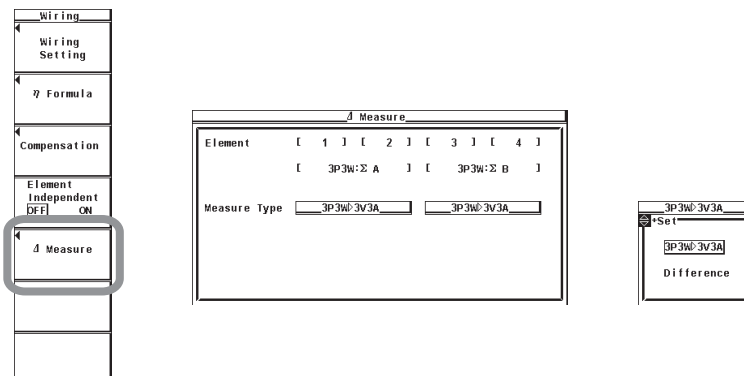 Wiring
Wiring
Setting
η Formula
Compensation
Element
Independent
OFF ON
Δ Measure
Δ Measure
Element [ 1 ] [ 2 ] [ 3 ] [ 4 ]
[ 3P3W:Σ A ] [ 3P3W:Σ B ]
Measure Type 3P3W▷3V3A 3P3W▷3V3A
3P3W▷3V3A
+Set
3P3W▷3V3A
Difference